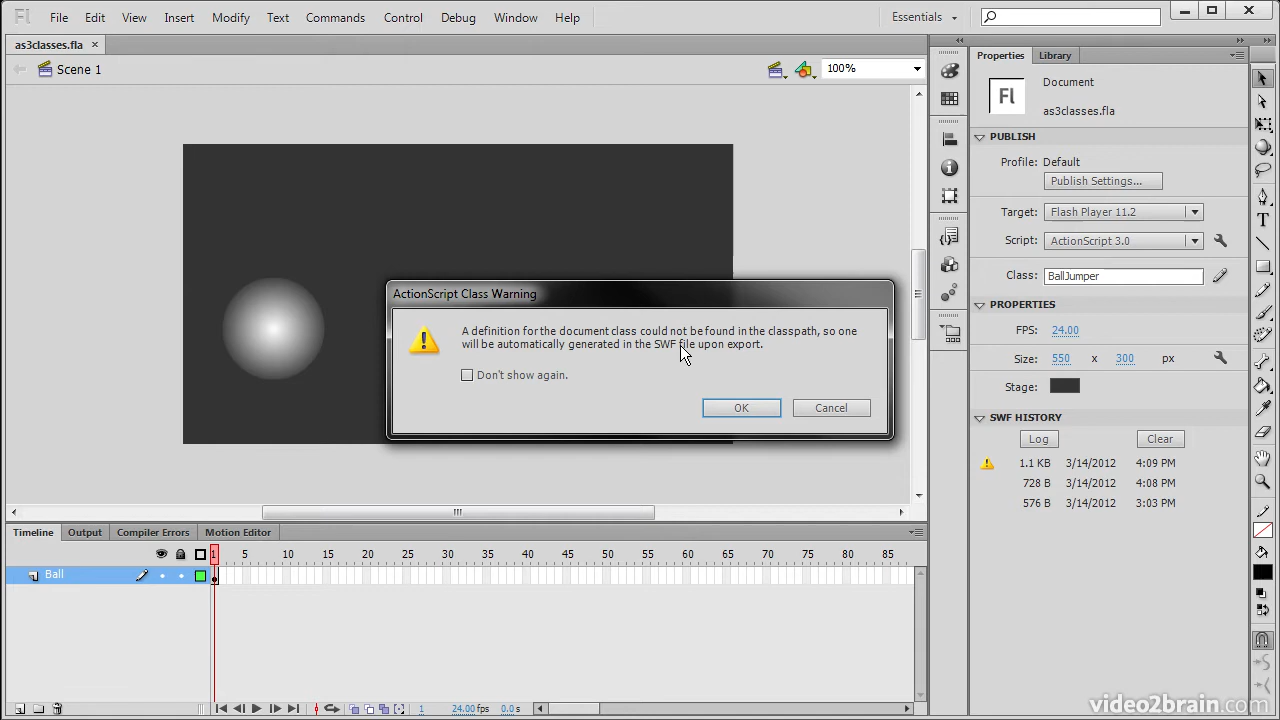 Fl File Edit View Insert Modify Text Commands Control Debug Window Help Essentials
as3classes.fla ×
Scene 1 100%
Properties Library
Fl Document
as3classes.fla
PUBLISH
Profile: Default
Publish Settings...
Target: Flash Player 11.2
Script: ActionScript 3.0
Class: BallJumper
PROPERTIES
FPS: 24.00
Size: 550 x 300 px
Stage:
SWF HISTORY
Log Clear
1.1 KB 3/14/2012 4:09 PM
728 B 3/14/2012 4:08 PM
576 B 3/14/2012 3:03 PM
ActionScript Class Warning
A definition for the document class could not be found in the classpath, so one
will be automatically generated in the SWF file upon export.
Don't show again.
OK Cancel
Timeline Output Compiler Errors Motion Editor
1 5 10 15 20 25 30 35 40 45 50 55 60 65 70 75 80 85
Ball
1 24.00 fps 0.0 s
video2brain.com